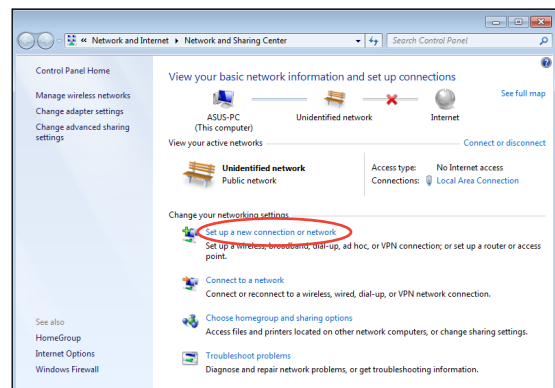 « Network and Internet ▸ Network and Sharing Center
Search Control Panel
Control Panel Home
Manage wireless networks
Change adapter settings
Change advanced sharing
settings
See also
HomeGroup
Internet Options
Windows Firewall
View your basic network information and set up connections
See full map
ASUS-PC
(This computer)
Unidentified network
Internet
View your active networks
Connect or disconnect
Unidentified network
Public network
Access type: No Internet access
Connections: Local Area Connection
Change your networking settings
Set up a new connection or network
Set up a wireless, broadband, dial-up, ad hoc, or VPN connection; or set up a router or access
point.
Connect to a network
Connect or reconnect to a wireless, wired, dial-up, or VPN network connection.
Choose homegroup and sharing options
Access files and printers located on other network computers, or change sharing settings.
Troubleshoot problems
Diagnose and repair network problems, or get troubleshooting information.